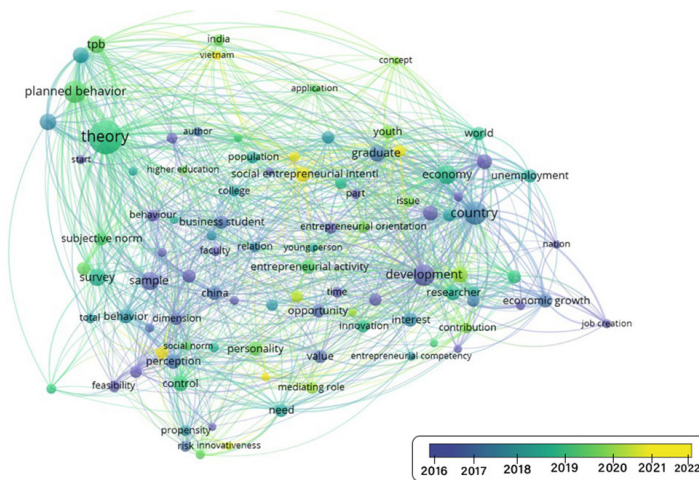 tpb
india
vietnam
concept
planned behavior
application
theory
author
youth
world
start
population
graduate
higher education
social entrepreneurial intenti
economy
unemployment
college
part
behaviour
business student
issue
country
entrepreneurial orientation
subjective norm
faculty
relation
young person
nation
survey
sample
entrepreneurial activity
development
china
time
researcher
economic growth
total
behavior
dimension
opportunity
innovation
interest
contribution
job creation
social norm
perception
personality
value
entrepreneurial competency
feasibility
control
mediating role
need
propensity
risk
innovativeness
2016 2017 2018 2019 2020 2021 2022